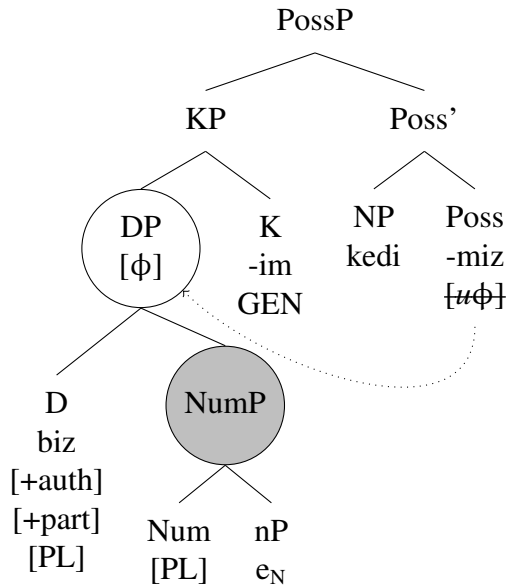 PossP
KP Poss'
DP K NP Poss
[ϕ] -im kedi -miz
GEN [uϕ]
D NumP
biz
[+auth]
[+part] Num nP
[PL] [PL] e_N